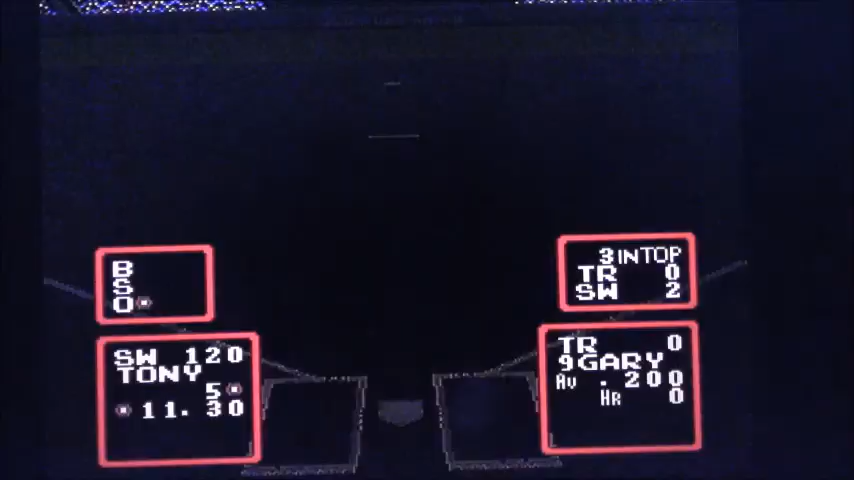 B
S
O
3INTOP
TR 0
SW 2
SW 120
TONY
5
11.30
TR 0
9GARY
AV .200
HR 0